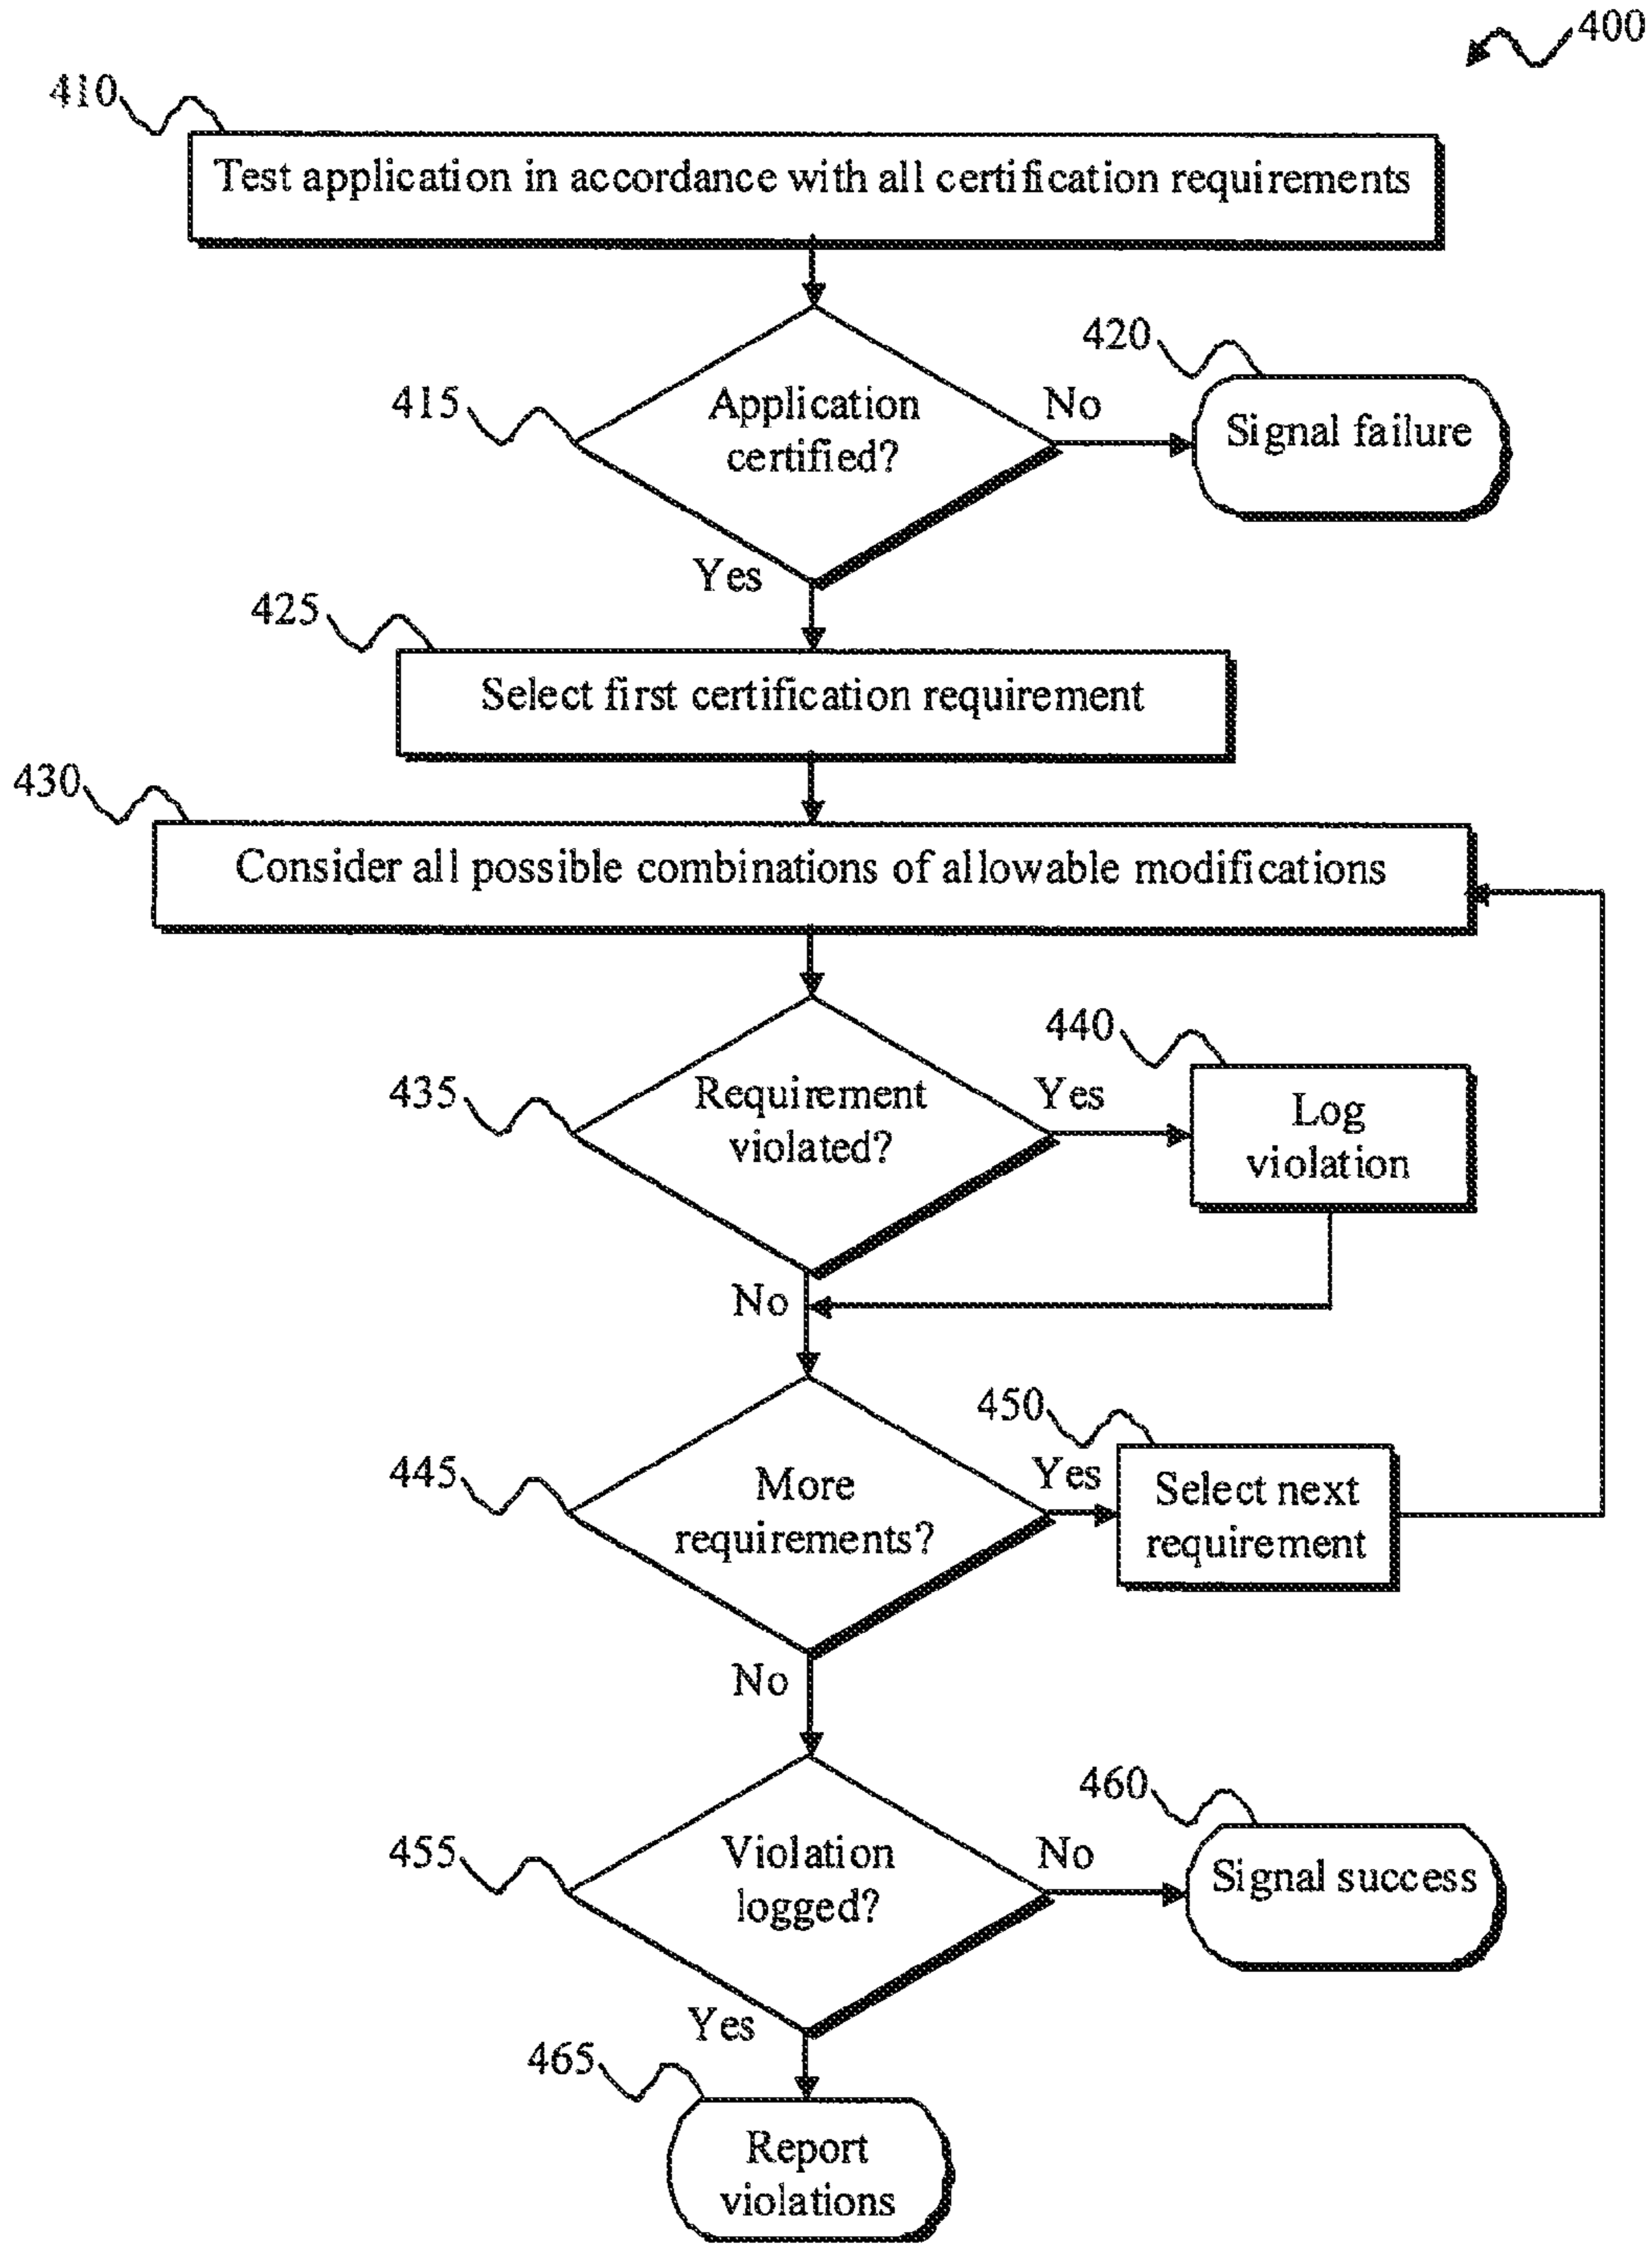 400
410
Test application in accordance with all certification requirements
415
Application
certified?
No
420
Signal failure
Yes
425
Select first certification requirement
430
Consider all possible combinations of allowable modifications
435
Requirement
violated?
Yes
440
Log
violation
No
445
More
requirements?
Yes
450
Select next
requirement
No
455
Violation
logged?
No
460
Signal success
Yes
465
Report
violations